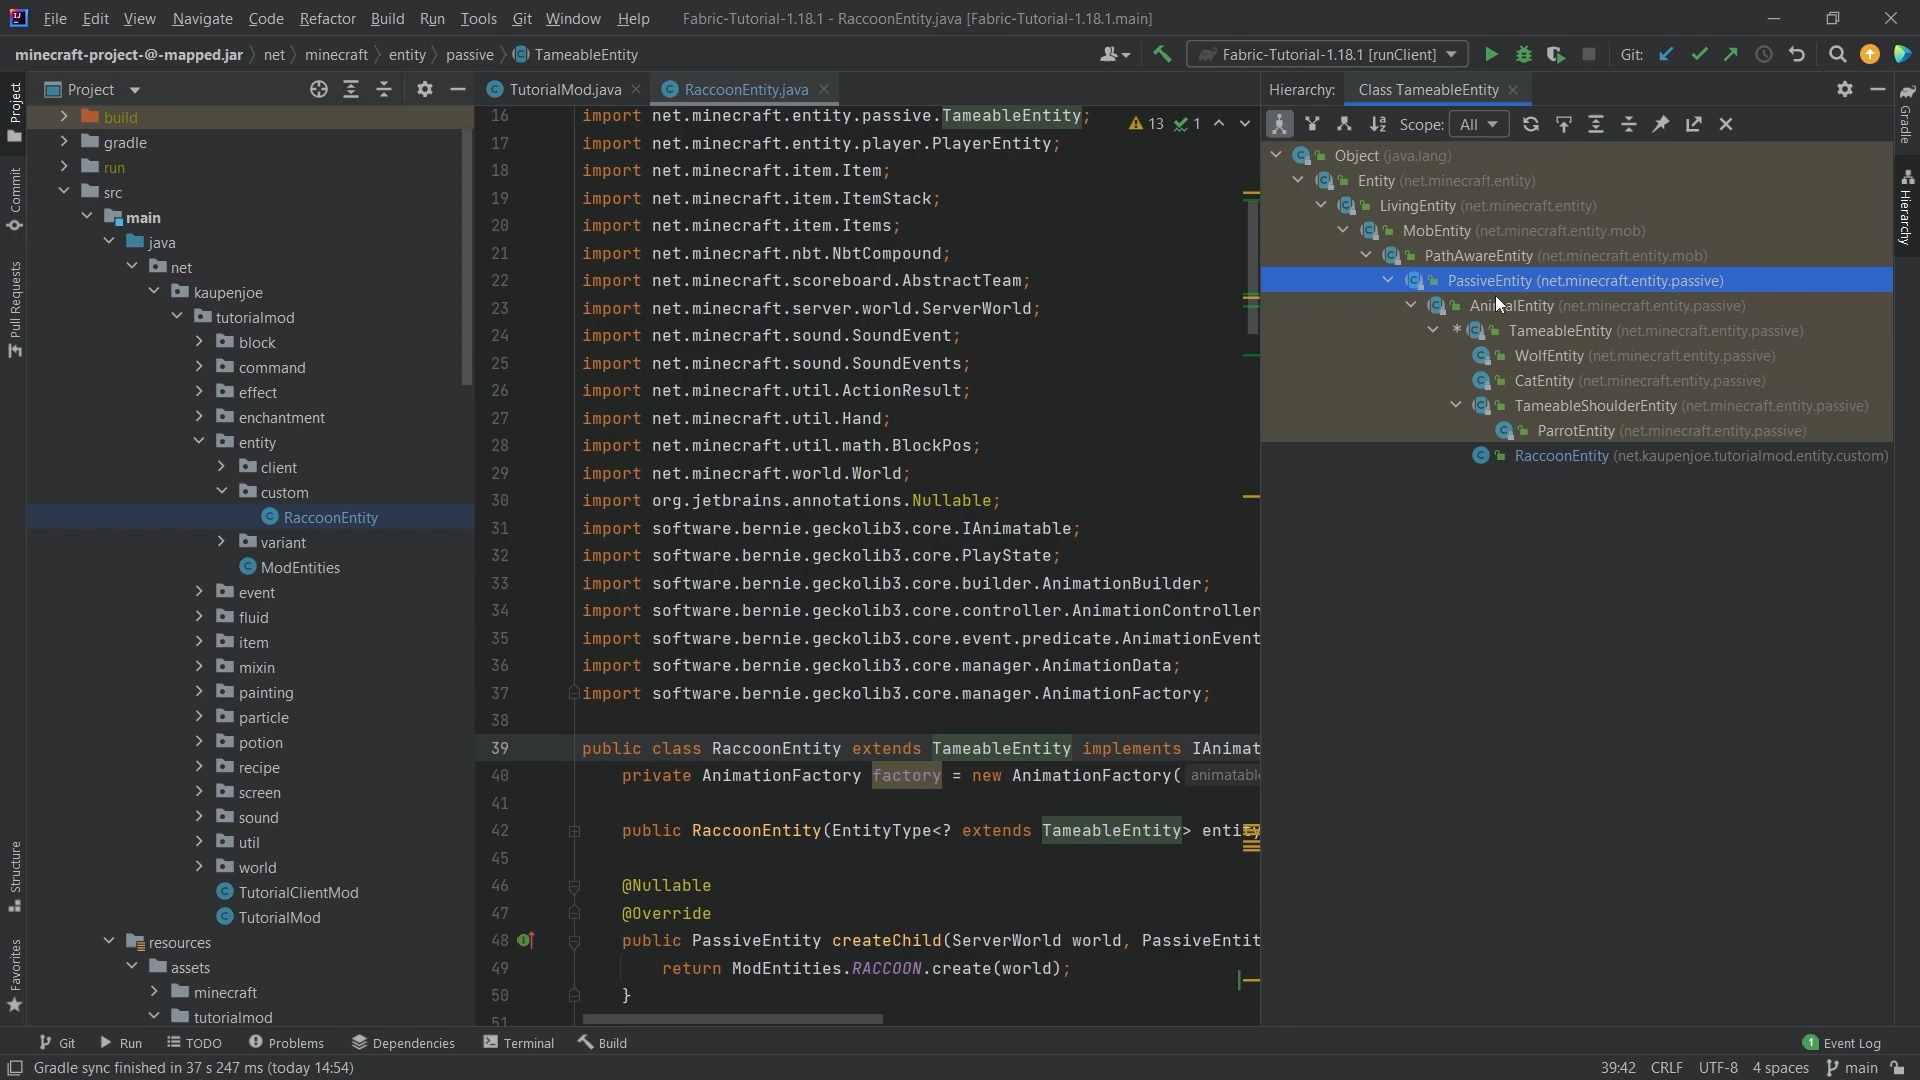 File Edit View Navigate Code Refactor Build Run Tools Git Window Help Fabric-Tutorial-1.18.1 - RaccoonEntity.java [Fabric-Tutorial-1.18.1.main]
minecraft-project-@-mapped.jar net minecraft entity passive TameableEntity Fabric-Tutorial-1.18.1 [runClient] Git:
Project
Commit
Pull Requests
Structure
Favorites
Project
build
gradle
run
src
main
java
net
kaupenjoe
tutorialmod
block
command
effect
enchantment
entity
client
custom
RaccoonEntity
variant
ModEntities
event
fluid
item
mixin
painting
particle
potion
recipe
screen
sound
util
world
TutorialClientMod
TutorialMod
resources
assets
minecraft
tutorialmod
TutorialMod.java RaccoonEntity.java
13 1
16 import net.minecraft.entity.passive.TameableEntity;
17 import net.minecraft.entity.player.PlayerEntity;
18 import net.minecraft.item.Item;
19 import net.minecraft.item.ItemStack;
20 import net.minecraft.item.Items;
21 import net.minecraft.nbt.NbtCompound;
22 import net.minecraft.scoreboard.AbstractTeam;
23 import net.minecraft.server.world.ServerWorld;
24 import net.minecraft.sound.SoundEvent;
25 import net.minecraft.sound.SoundEvents;
26 import net.minecraft.util.ActionResult;
27 import net.minecraft.util.Hand;
28 import net.minecraft.util.math.BlockPos;
29 import net.minecraft.world.World;
30 import org.jetbrains.annotations.Nullable;
31 import software.bernie.geckolib3.core.IAnimatable;
32 import software.bernie.geckolib3.core.PlayState;
33 import software.bernie.geckolib3.core.builder.AnimationBuilder;
34 import software.bernie.geckolib3.core.controller.AnimationController
35 import software.bernie.geckolib3.core.event.predicate.AnimationEvent
36 import software.bernie.geckolib3.core.manager.AnimationData;
37 import software.bernie.geckolib3.core.manager.AnimationFactory;
38
39 public class RaccoonEntity extends TameableEntity implements IAnimat
40 private AnimationFactory factory = new AnimationFactory( animatabl
41
42 public RaccoonEntity(EntityType<? extends TameableEntity> entity
45
46 @Nullable
47 @Override
48 public PassiveEntity createChild(ServerWorld world, PassiveEntit
49 return ModEntities.RACCOON.create(world);
50 }
51
Hierarchy: Class TameableEntity
Scope: All
Object (java.lang)
Entity (net.minecraft.entity)
LivingEntity (net.minecraft.entity)
MobEntity (net.minecraft.entity.mob)
PathAwareEntity (net.minecraft.entity.mob)
PassiveEntity (net.minecraft.entity.passive)
AnimalEntity (net.minecraft.entity.passive)
* TameableEntity (net.minecraft.entity.passive)
WolfEntity (net.minecraft.entity.passive)
CatEntity (net.minecraft.entity.passive)
TameableShoulderEntity (net.minecraft.entity.passive)
ParrotEntity (net.minecraft.entity.passive)
RaccoonEntity (net.kaupenjoe.tutorialmod.entity.custom)
Gradle
Hierarchy
Git Run TODO Problems Dependencies Terminal Build 1 Event Log
Gradle sync finished in 37 s 247 ms (today 14:54) 39:42 CRLF UTF-8 4 spaces main